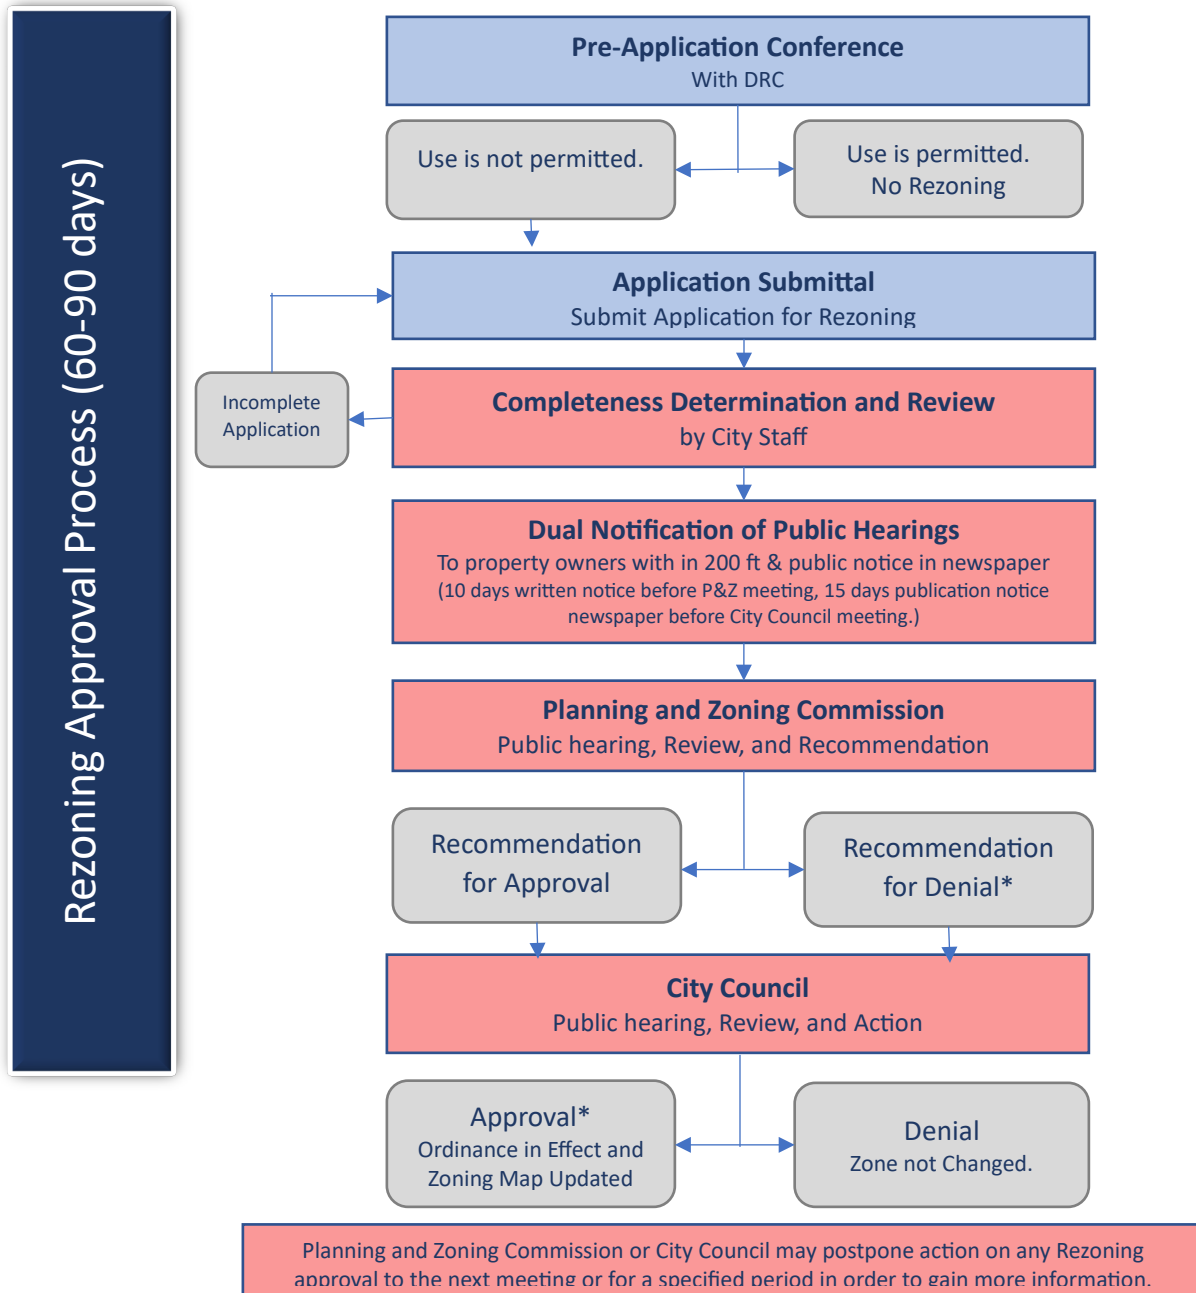 Rezoning Approval Process (60-90 days)
Pre-Application Conference
With DRC
Use is not permitted.
Use is permitted.
No Rezoning
Application Submittal
Submit Application for Rezoning
Incomplete
Application
Completeness Determination and Review
by City Staff
Dual Notification of Public Hearings
To property owners with in 200 ft & public notice in newspaper
(10 days written notice before P&Z meeting, 15 days publication notice
newspaper before City Council meeting.)
Planning and Zoning Commission
Public hearing, Review, and Recommendation
Recommendation
for Approval
Recommendation
for Denial*
City Council
Public hearing, Review, and Action
Approval*
Ordinance in Effect and
Zoning Map Updated
Denial
Zone not Changed.
Planning and Zoning Commission or City Council may postpone action on any Rezoning
approval to the next meeting or for a specified period in order to gain more information.